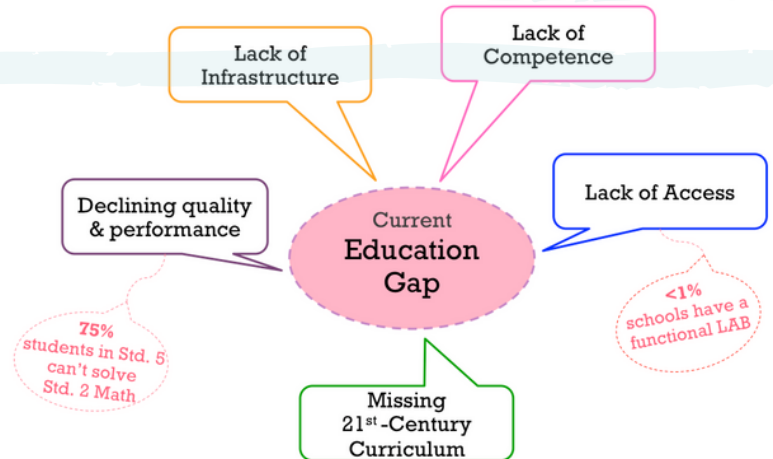 Lack of
Infrastructure
Lack of
Competence
Declining quality
& performance
Current
Education
Gap
Lack of Access
75%
students in Std. 5
can't solve
Std. 2 Math
<1%
schools have a
functional LAB
Missing
21st-Century
Curriculum